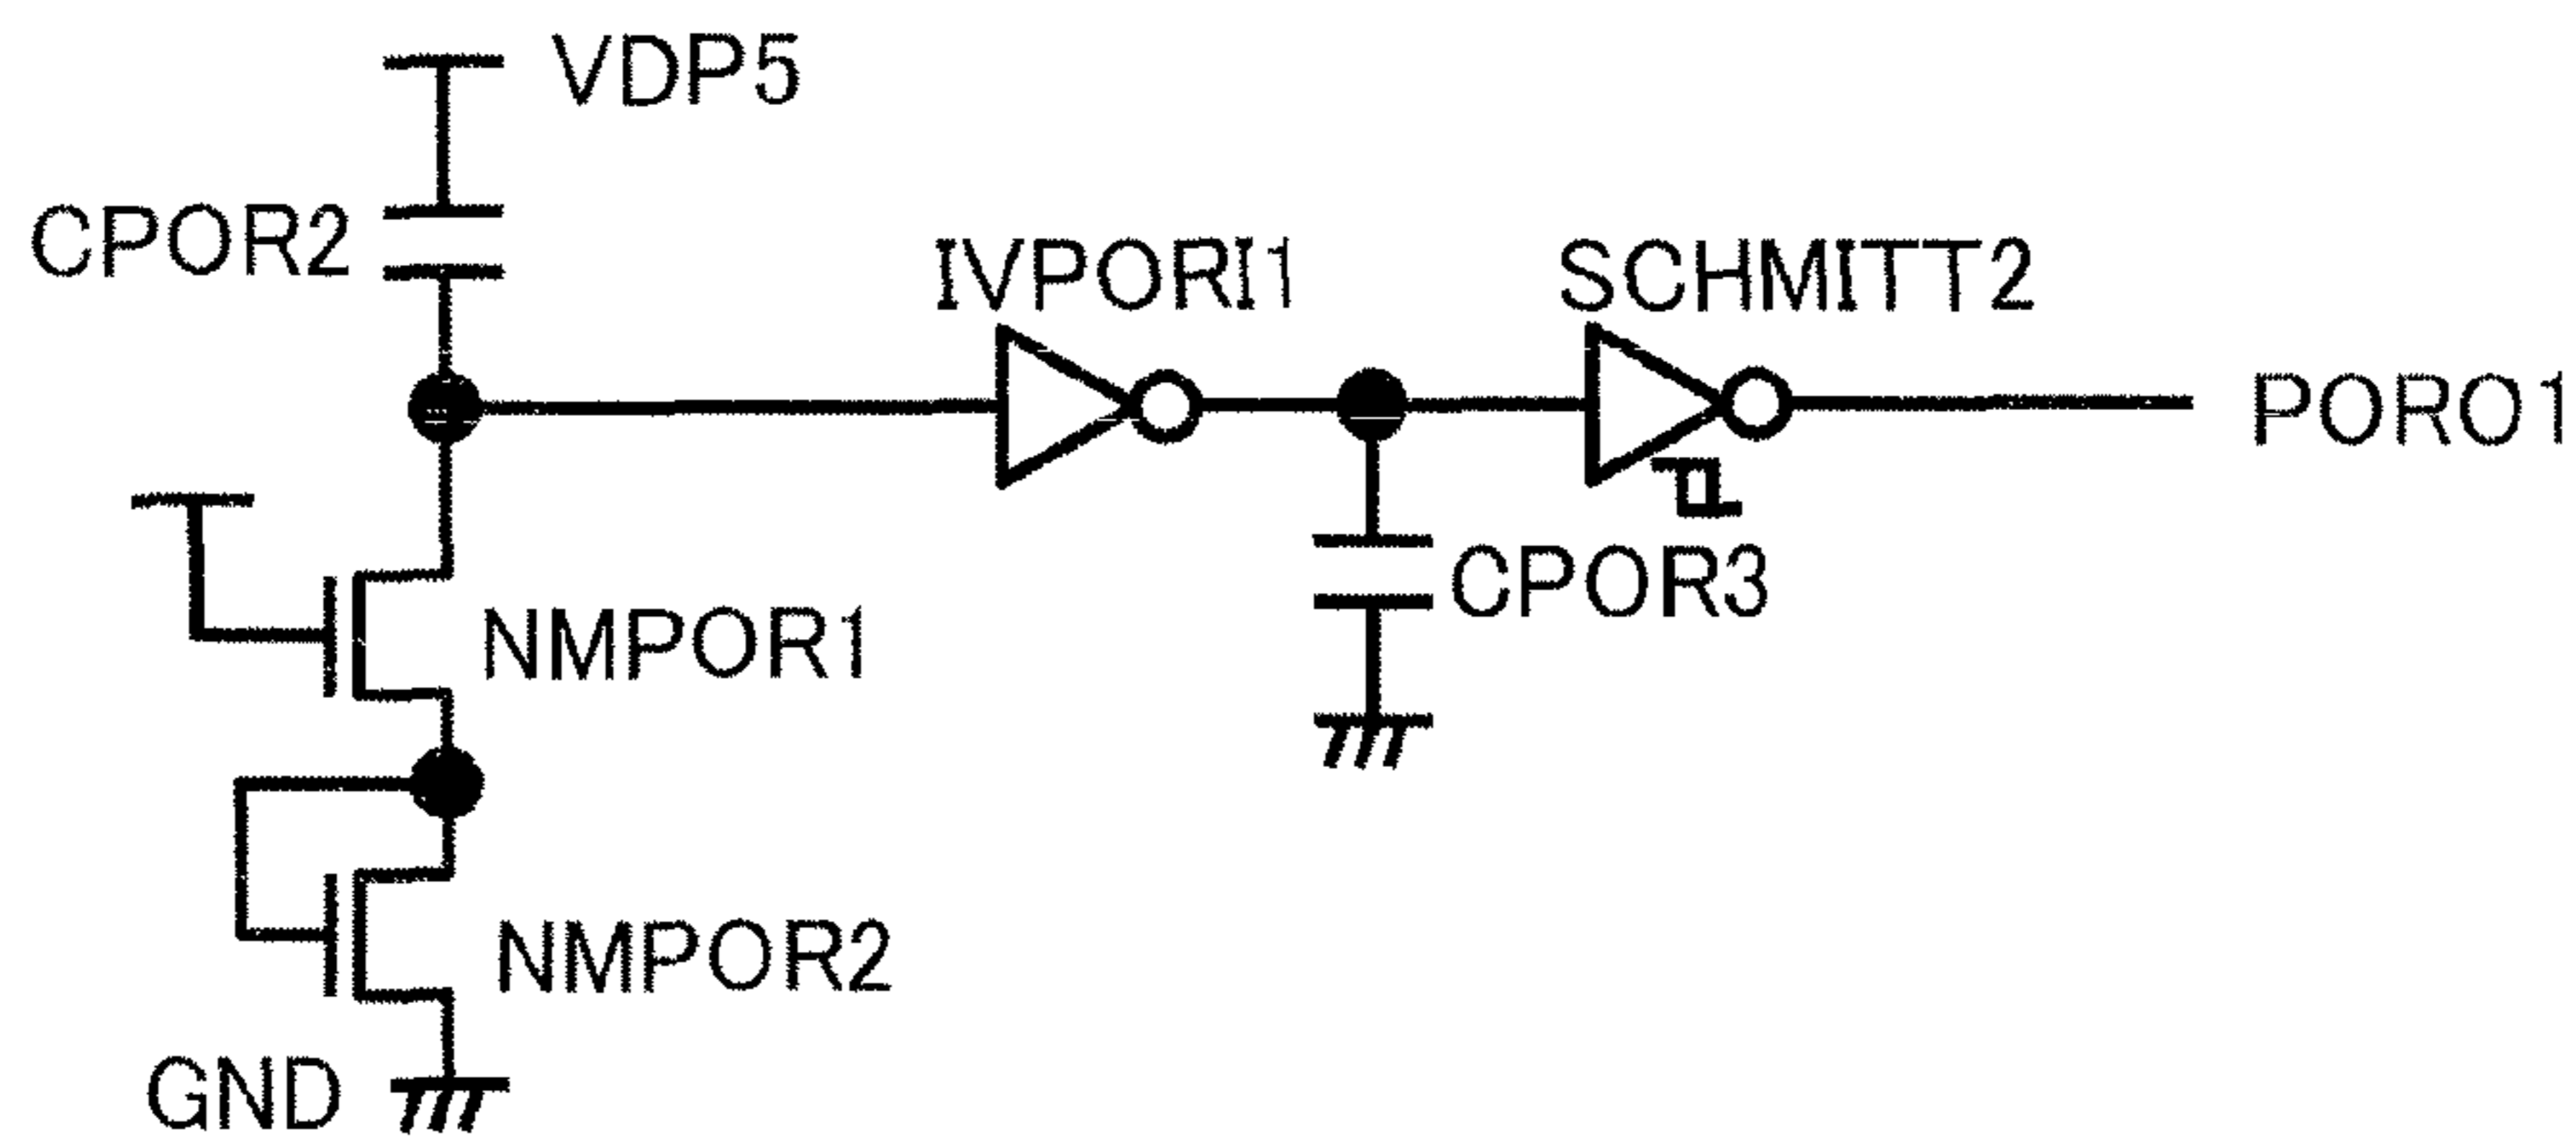 VDP5
CPOR2
IVPORI1
SCHMITT2
PORO1
CPOR3
NMPOR1
NMPOR2
GND